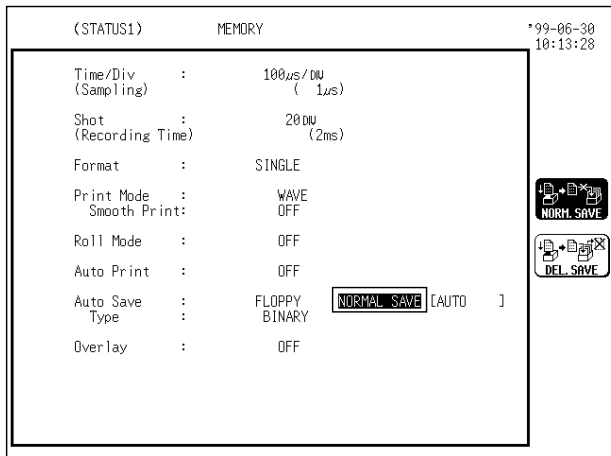 (STATUS1) MEMORY '99-06-30
10:13:28
Time/Div : 100µs/DIV
(Sampling) ( 1µs)
Shot : 20DIV
(Recording Time) (2ms)
Format : SINGLE
Print Mode : WAVE
Smooth Print: OFF
Roll Mode : OFF
Auto Print : OFF
Auto Save : FLOPPY NORMAL SAVE [AUTO ]
Type : BINARY
Overlay : OFF
NORM. SAVE
DEL. SAVE